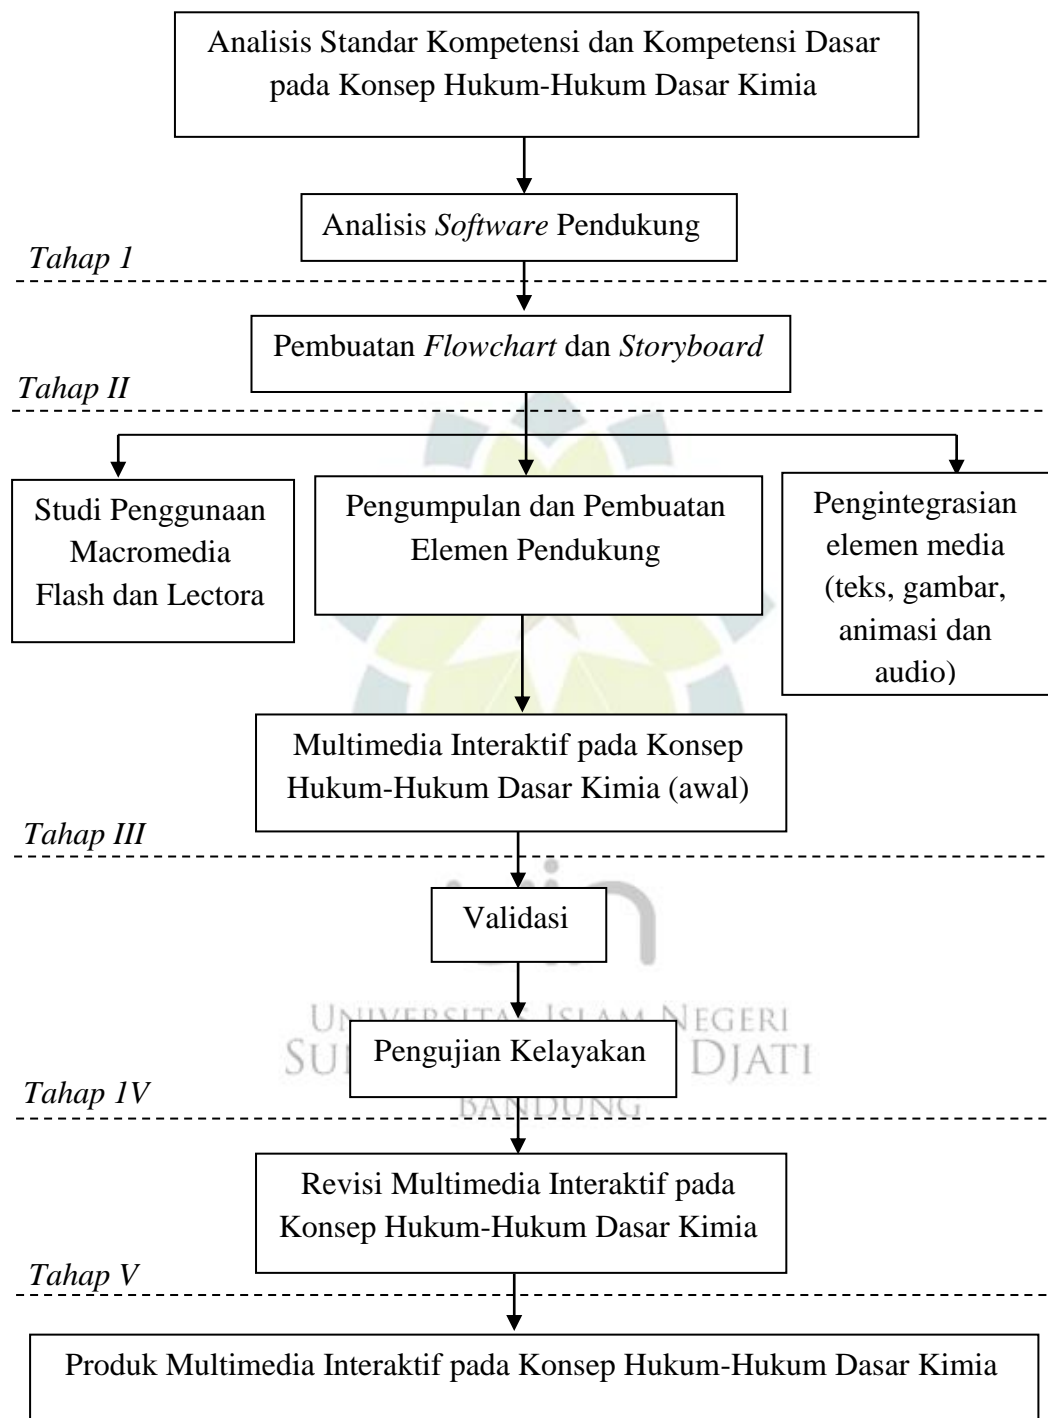 Analisis Standar Kompetensi dan Kompetensi Dasar
pada Konsep Hukum-Hukum Dasar Kimia
Analisis Software Pendukung
Tahap 1
Pembuatan Flowchart dan Storyboard
Tahap II
Studi Penggunaan
Macromedia
Flash dan Lectora
Pengumpulan dan Pembuatan
Elemen Pendukung
Pengintegrasian
elemen media
(teks, gambar,
animasi dan
audio)
Multimedia Interaktif pada Konsep
Hukum-Hukum Dasar Kimia (awal)
Tahap III
Validasi
UNIVERSITAS ISLAM NEGERI
Pengujian Kelayakan
DJATI
Tahap 1V
BANDUNG
Revisi Multimedia Interaktif pada
Konsep Hukum-Hukum Dasar Kimia
Tahap V
Produk Multimedia Interaktif pada Konsep Hukum-Hukum Dasar Kimia